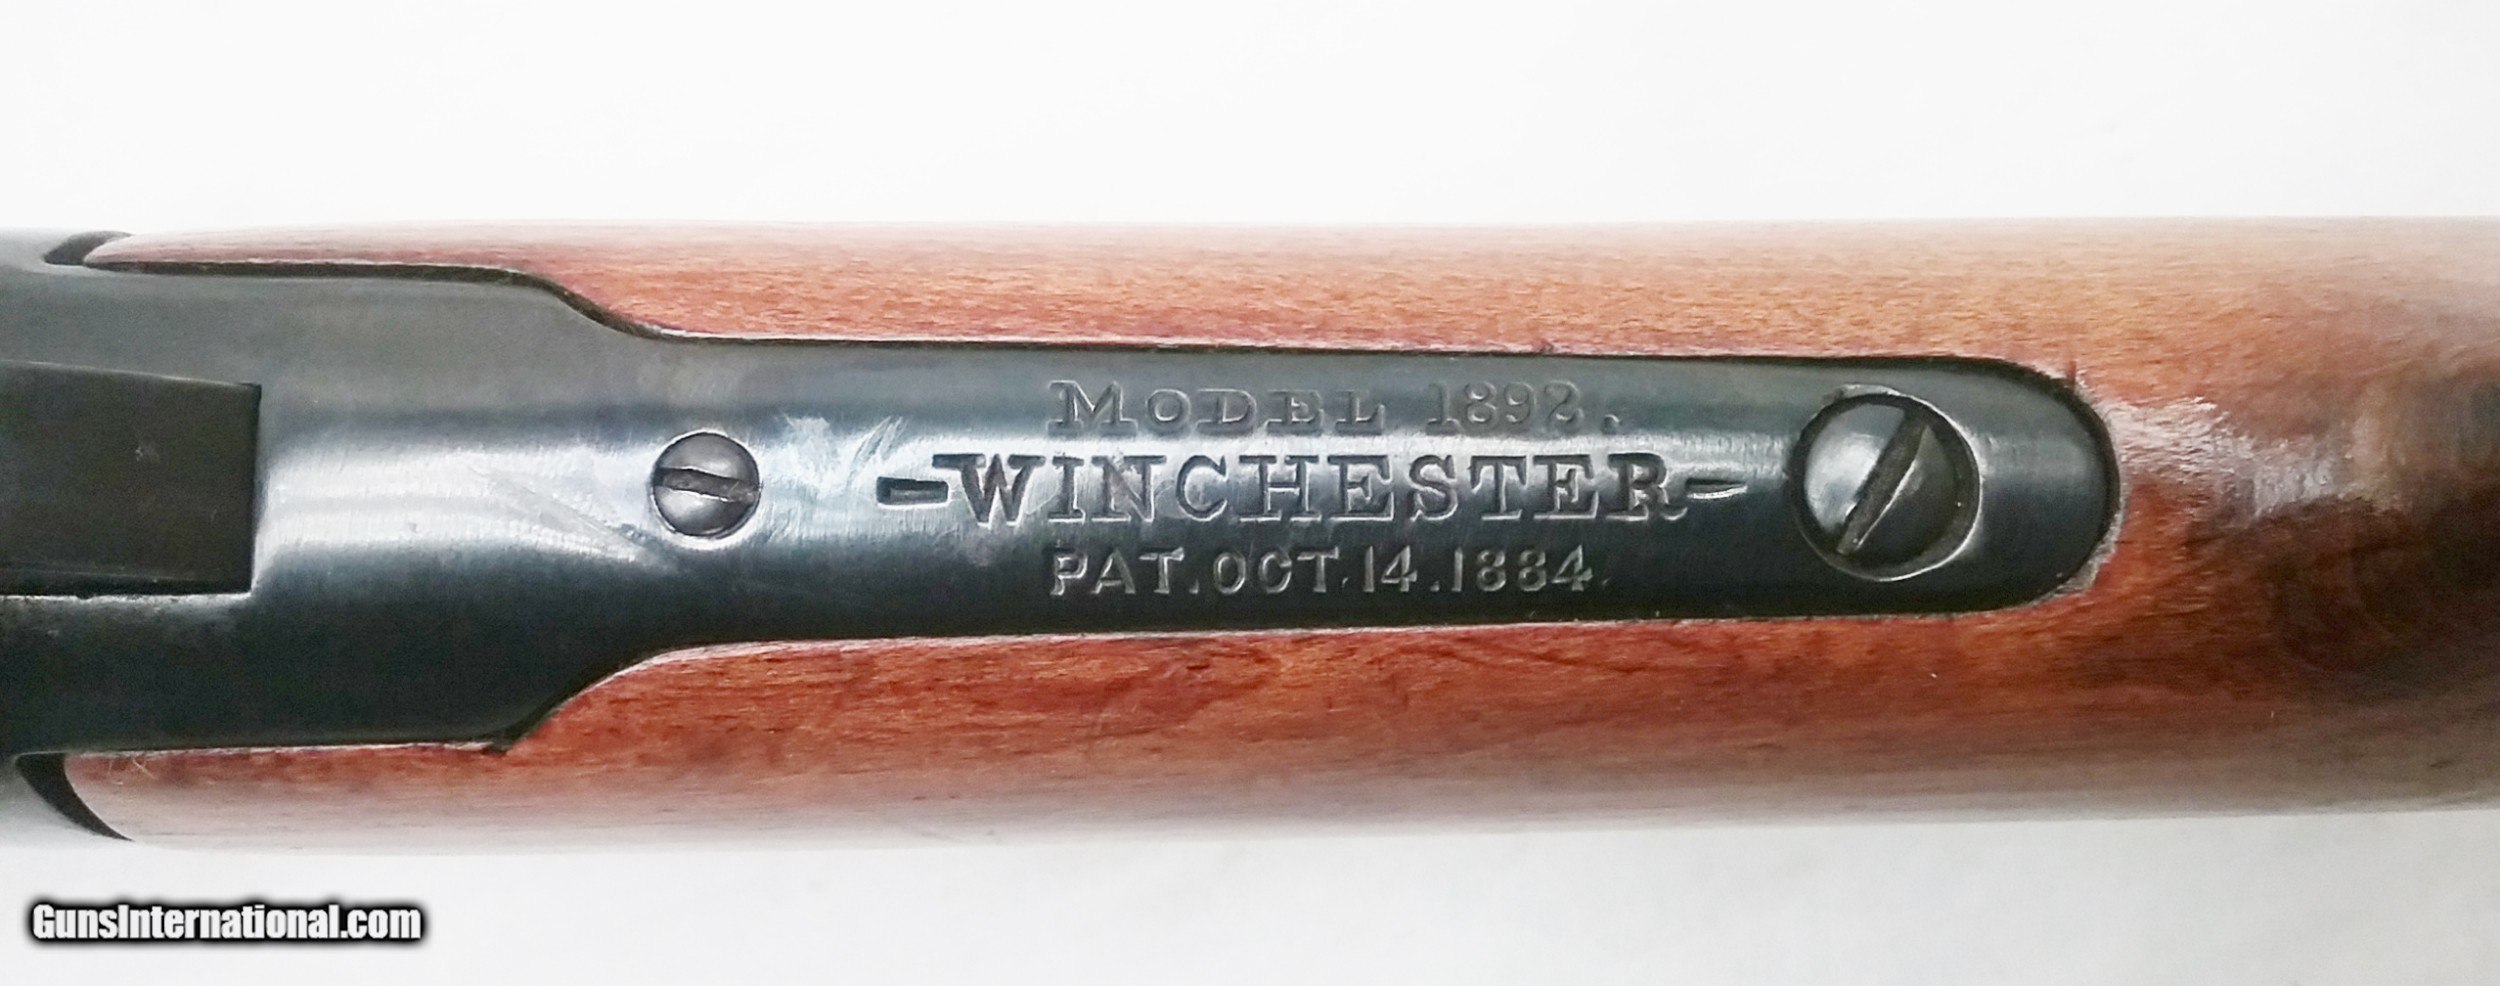 MODEL 1892.
-WINCHESTER-
PAT. OCT. 14. 1884.
GunsInternational.com